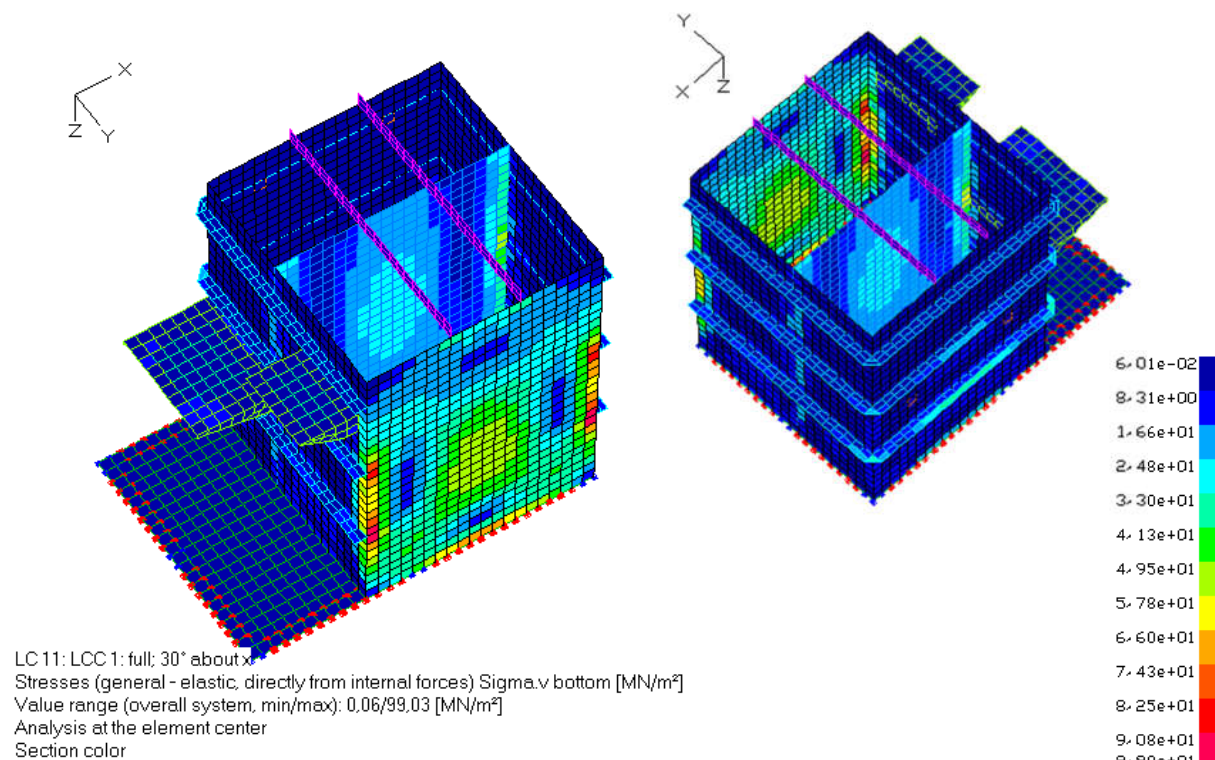 X
Z
Y
Y
X
Z
6.01e-02
8.31e+00
1.66e+01
2.48e+01
3.30e+01
4.13e+01
4.95e+01
5.78e+01
6.60e+01
7.43e+01
8.25e+01
9.08e+01
LC 11: LCC 1: full; 30° about x
Stresses (general - elastic, directly from internal forces) Sigma.v bottom [MN/m²]
Value range (overall system, min/max): 0,06/99,03 [MN/m²]
Analysis at the element center
Section color